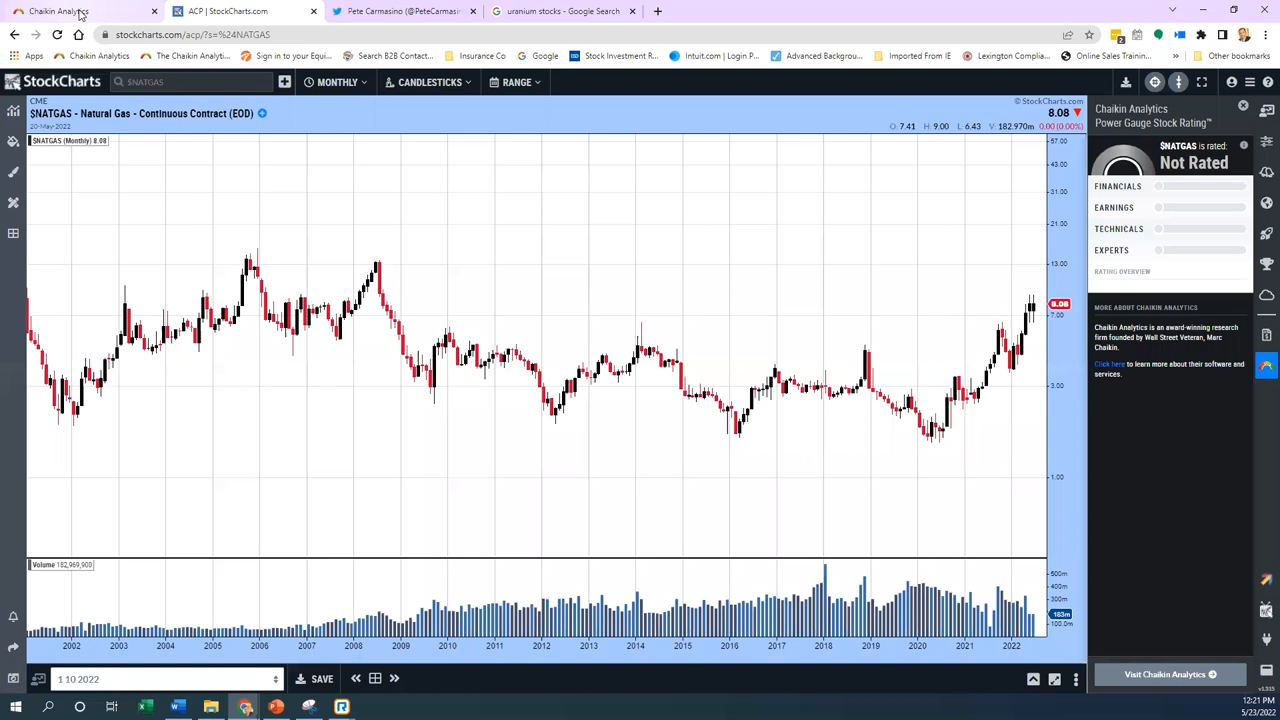 Chaikin Analytics
ACP | StockCharts.com
Pete Carmasino (@PeteCarmasin
uranium stocks - Google Search
stockcharts.com/acp/?s=%24NATGAS
2
Apps
Chaikin Analytics
The Chaikin Analyti...
Sign in to your Equi...
Search B2B Contact...
Insurance Co
Google
Stock Investment R...
Intuit.com | Login P...
Advanced Backgrou...
Imported From IE
Lexington Complia...
Online Sales Training...
Other bookmarks
StockCharts
$NATGAS
MONTHLY
CANDLESTICKS
RANGE
CME
© StockCharts.com
$NATGAS - Natural Gas - Continuous Contract (EOD)
8.08
20-May-2022
O: 7.41 H: 9.00 L: 6.43 V: 182.970m 0.00 (0.00%)
$NATGAS (Monthly) 8.08
57.00
43.00
31.00
21.00
13.00
8.08
7.00
3.00
1.00
Volume 182,969,900
500m
400m
300m
183m
100.0m
2002 2003 2004 2005 2006 2007 2008 2009 2010 2011 2012 2013 2014 2015 2016 2017 2018 2019 2020 2021 2022
1 10 2022
SAVE
Chaikin Analytics
Power Gauge Stock Rating™
$NATGAS is rated:
Not Rated
FINANCIALS
EARNINGS
TECHNICALS
EXPERTS
RATING OVERVIEW
MORE ABOUT CHAIKIN ANALYTICS
Chaikin Analytics is an award-winning research
firm founded by Wall Street Veteran, Marc
Chaikin.
Click here to learn more about their software and
services.
Visit Chaikin Analytics
v1.315
12:21 PM
5/23/2022